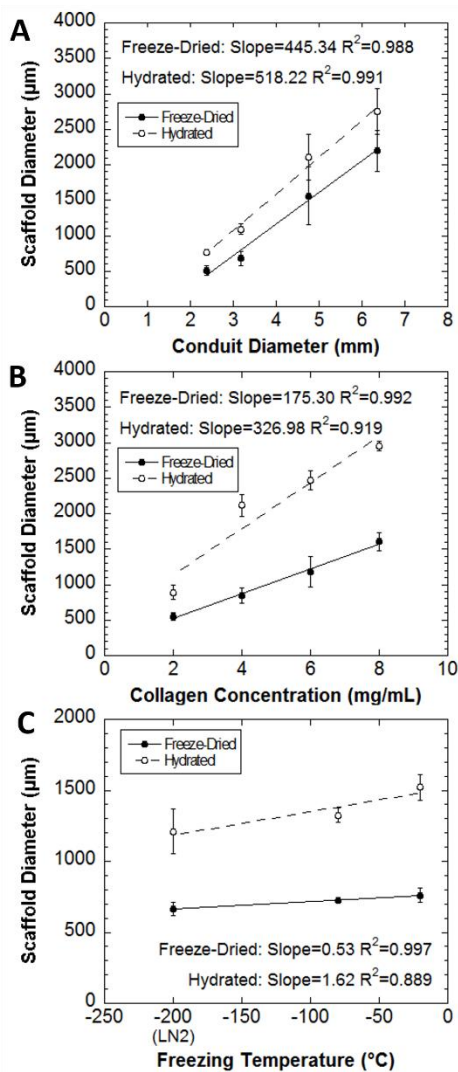 A
4000
3500
3000
2500
2000
1500
1000
500
0
Scaffold Diameter (µm)
Freeze-Dried: Slope=445.34 R²=0.988
Hydrated: Slope=518.22 R²=0.991
Freeze-Dried
Hydrated
0 1 2 3 4 5 6 7 8
Conduit Diameter (mm)
B
4000
3500
3000
2500
2000
1500
1000
500
0
Scaffold Diameter (µm)
Freeze-Dried: Slope=175.30 R²=0.992
Hydrated: Slope=326.98 R²=0.919
Freeze-Dried
Hydrated
0 2 4 6 8 10
Collagen Concentration (mg/mL)
C
2000
1500
1000
500
0
Scaffold Diameter (µm)
Freeze-Dried
Hydrated
Freeze-Dried: Slope=0.53 R²=0.997
Hydrated: Slope=1.62 R²=0.889
-250 -200 -150 -100 -50 0
(LN2)
Freezing Temperature (°C)